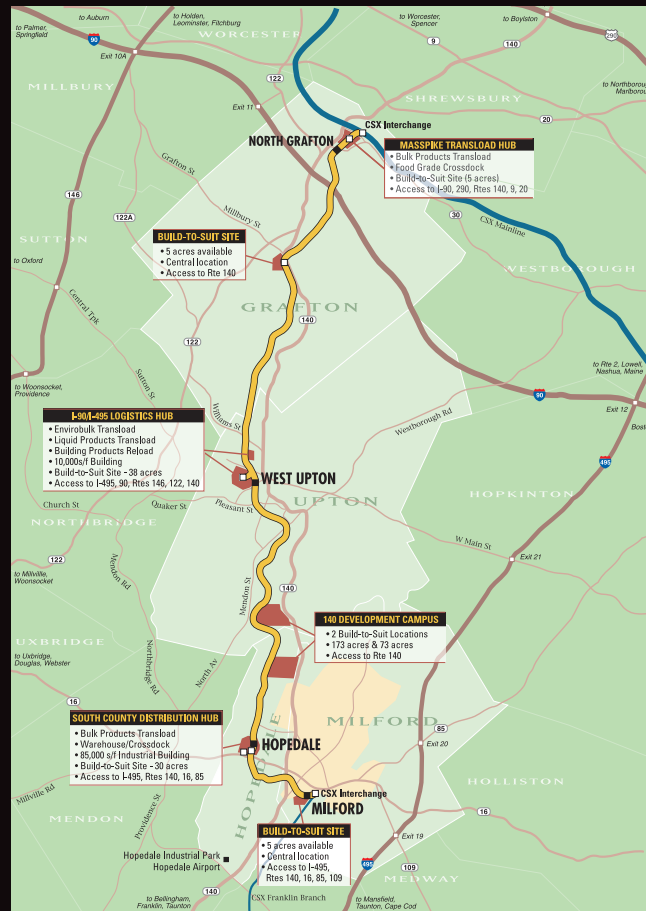 to Auburn
to Holden,
Leominster, Fitchburg
WORCESTER
to Worcester,
Spencer
to Boylston
to Palmer,
Springfield
90
9
140
290
Exit 10A
MILLBURY
122
to Northboro
Marlboro
SHREWSBURY
Exit 11
20
CSX Interchange
NORTH GRAFTON
MASSPIKE TRANSLOAD HUB
• Bulk Products Transload
• Food Grade Crossdock
• Build-to-Suit Site (5 acres)
• Access to I-90, 290, Rtes 140, 9, 20
Grafton St
146
122A
Millbury St
30
CSX Mainline
SUTTON
BUILD-TO-SUIT SITE
• 5 acres available
• Central location
• Access to Rte 140
to Oxford
WESTBOROUGH
Central Tpk
GRAFTON
140
122
to Rte 2, Lowell,
Nashua, Maine
Sutton St
to Woonsocket,
Providence
90
Exit 12
I-90/I-495 LOGISTICS HUB
• Envirobulk Transload
• Liquid Products Transload
• Building Products Reload
• 10,000s/f Building
• Build-to-Suit Site - 38 acres
• Access to I-495, 90, Rtes 146, 122, 140
Williams St
Westborough Rd
Bost
495
WEST UPTON
UPTON
HOPKINTON
Church St
Quaker St
Pleasant St
NORTHBRIDGE
W Main St
122
Exit 21
to Millville,
Woonsocket
Mendon Rd
Mendon St
140
140 DEVELOPMENT CAMPUS
• 2 Build-to-Suit Locations
• 173 acres & 73 acres
• Access to Rte 140
UXBRIDGE
to Uxbridge,
Douglas, Webster
Northbridge Rd
North Av
16
SOUTH COUNTY DISTRIBUTION HUB
• Bulk Products Transload
• Warehouse/Crossdock
• 85,000 s/f Industrial Building
• Build-to-Suit Site - 30 acres
• Access to I-495, Rtes 140, 16, 85
HOPEDALE
MILFORD
85
HOPEDALE
Exit 20
HOLLISTON
Millville Rd
CSX Interchange
MILFORD
16
MENDON
Providence St
BUILD-TO-SUIT SITE
• 5 acres available
• Central location
• Access to I-495,
Rtes 140, 16, 85, 109
Exit 19
Hopedale Industrial Park
Hopedale Airport
495
109
MEDWAY
140
to Bellingham,
Franklin, Taunton
CSX Franklin Branch
to Mansfield,
Taunton, Cape Cod